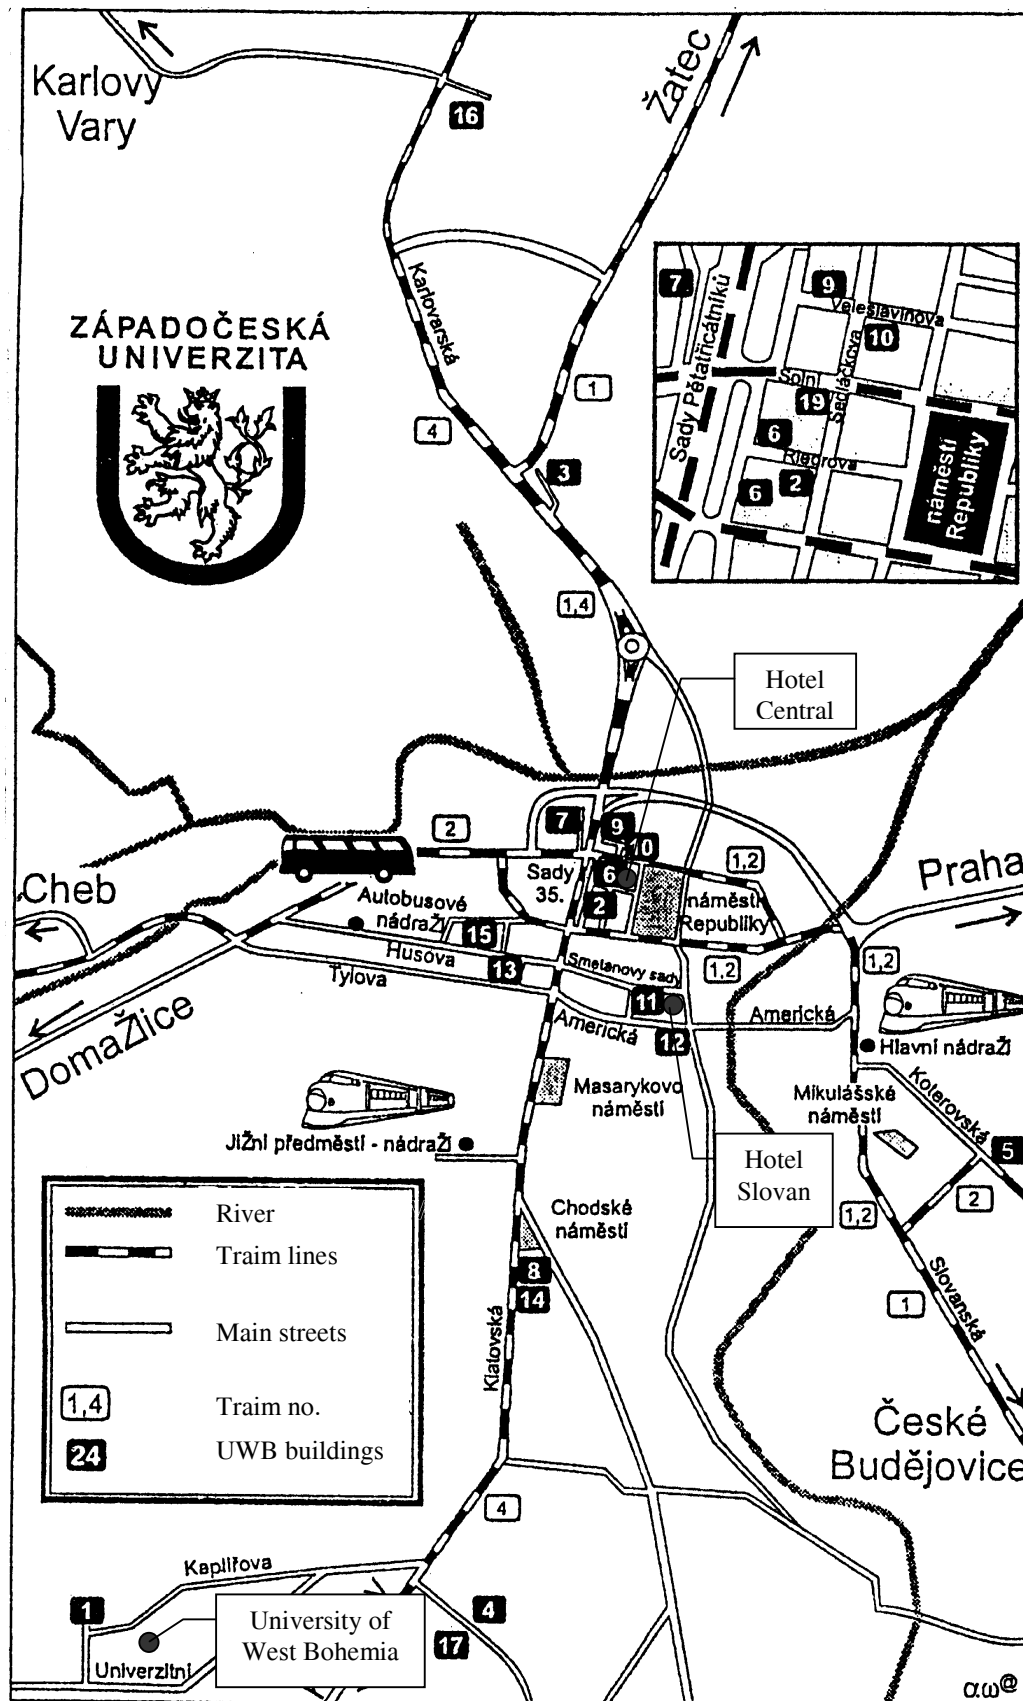 Karlovy
Vary
16
Žatec
ZÁPADOČESKÁ
UNIVERZITA
Karlovarská
1
4
3
1,4
7
9
Veleslavínova
10
Sady Pětatřicátníků
Solní
Sedláčkova
19
6
Riegrova
6
2
náměstí
Republiky
Hotel
Central
2
7
9
10
1,2
Praha
Cheb
Sady
35.
6
2
náměstí
Republiky
Autobusové
nádraŽí
15
Husova
13
Tylova
Smetanovy sady
1,2
1,2
11
Americká
12
Americká
Hlavní nádraŽí
DomaŽlice
Masarykovo
náměstí
Mikulášské
náměstí
Koterovská
5
JiŽní předměstí - nádraŽí
Hotel
Slovan
2
1,2
Chodské
náměstí
8
14
Slovanská
1
Klatovská
River
Traim lines
Main streets
1,4
Traim no.
24
UWB buildings
České
Budějovice
4
Kaplířova
1
University of
West Bohemia
4
17
Univerzitní
αω@